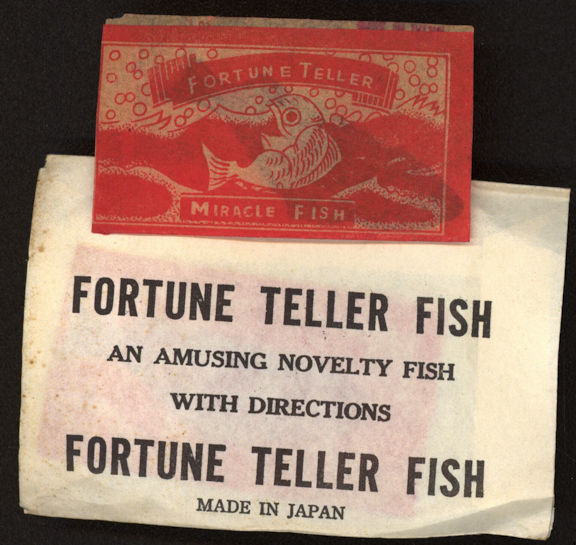 FORTUNE TELLER
MIRACLE FISH
FORTUNE TELLER FISH
AN AMUSING NOVELTY FISH
WITH DIRECTIONS
FORTUNE TELLER FISH
MADE IN JAPAN